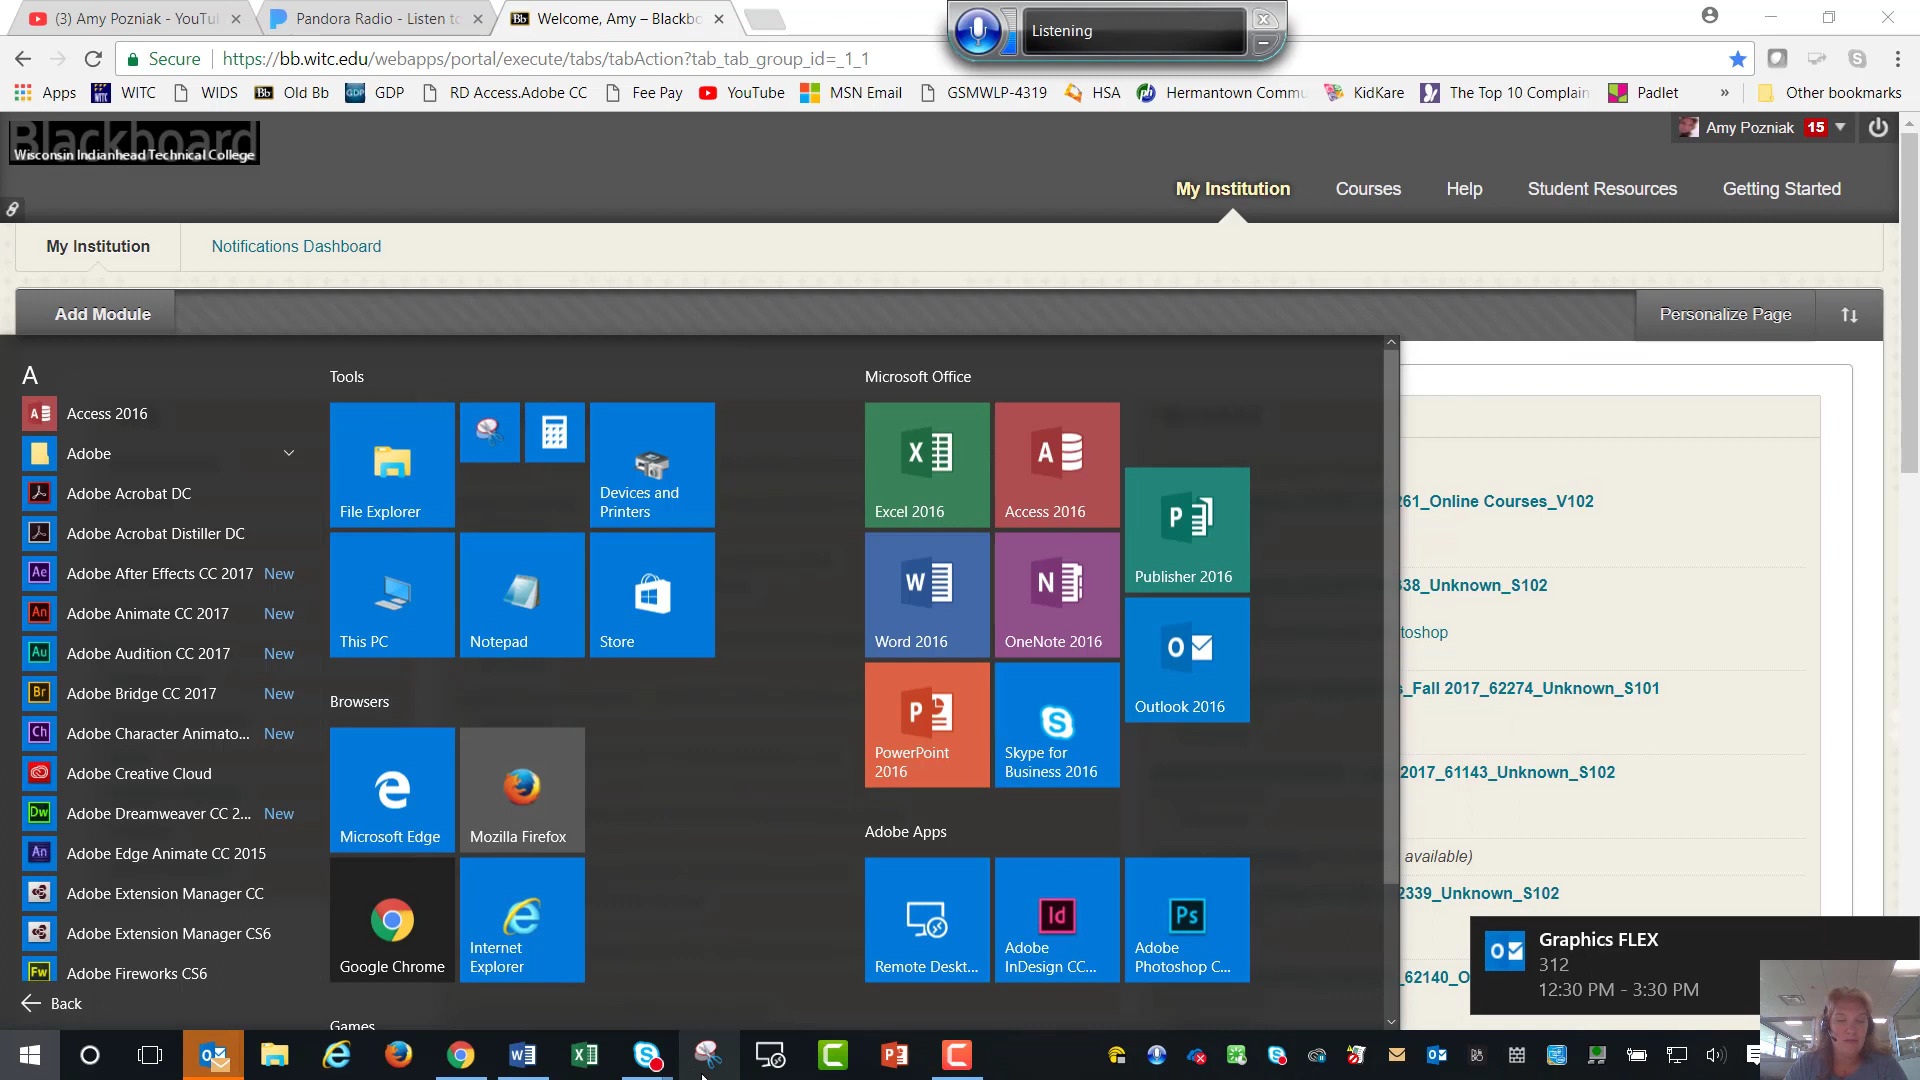 (3) Amy Pozniak - YouTu
Pandora Radio - Listen to
Welcome, Amy – Blackbo
Listening
Secure
https://bb.witc.edu/webapps/portal/execute/tabs/tabAction?tab_tab_group_id=_1_1
Apps
WITC
WIDS
Old Bb
GDP
RD Access.Adobe CC
Fee Pay
YouTube
MSN Email
GSMWLP-4319
HSA
Hermantown Commu
KidKare
The Top 10 Complain
Padlet
»
Other bookmarks
Blackboard
Wisconsin Indianhead Technical College
Amy Pozniak 15
My Institution
Courses
Help
Student Resources
Getting Started
My Institution
Notifications Dashboard
Add Module
Personalize Page
A
Access 2016
Adobe
Adobe Acrobat DC
Adobe Acrobat Distiller DC
Adobe After Effects CC 2017 New
Adobe Animate CC 2017 New
Adobe Audition CC 2017 New
Adobe Bridge CC 2017 New
Adobe Character Animato... New
Adobe Creative Cloud
Adobe Dreamweaver CC 2... New
Adobe Edge Animate CC 2015
Adobe Extension Manager CC
Adobe Extension Manager CS6
Adobe Fireworks CS6
Back
Tools
File Explorer
Devices and
Printers
This PC
Notepad
Store
Browsers
Microsoft Edge
Mozilla Firefox
Google Chrome
Internet
Explorer
Games
Microsoft Office
Excel 2016
Access 2016
Publisher 2016
Word 2016
OneNote 2016
Outlook 2016
PowerPoint
2016
Skype for
Business 2016
Adobe Apps
Remote Deskt...
Adobe
InDesign CC...
Adobe
Photoshop C...
261_Online Courses_V102
338_Unknown_S102
toshop
s_Fall 2017_62274_Unknown_S101
2017_61143_Unknown_S102
available)
2339_Unknown_S102
_62140_O
Graphics FLEX
312
12:30 PM - 3:30 PM